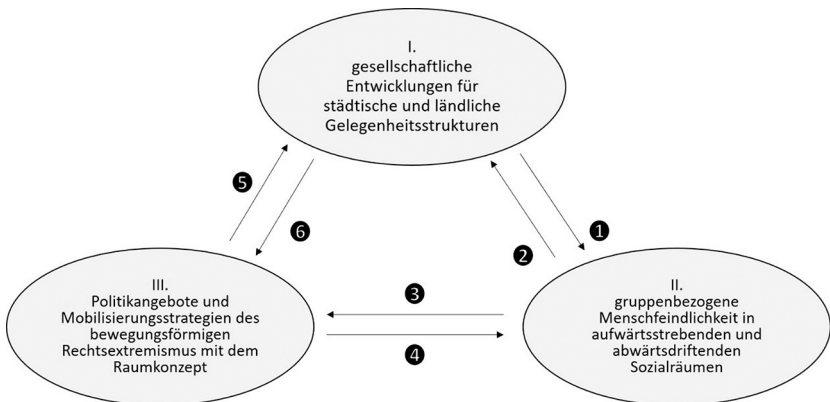 I.
gesellschaftliche
Entwicklungen für
städtische und ländliche
Gelegenheitsstrukturen
5
6
2
1
III.
Politikangebote und
Mobilisierungsstrategien des
bewegungsförmigen
Rechtsextremismus mit dem
Raumkonzept
3
4
II.
gruppenbezogene
Menschfeindlichkeit in
aufwärtsstrebenden und
abwärtsdriftenden
Sozialräumen